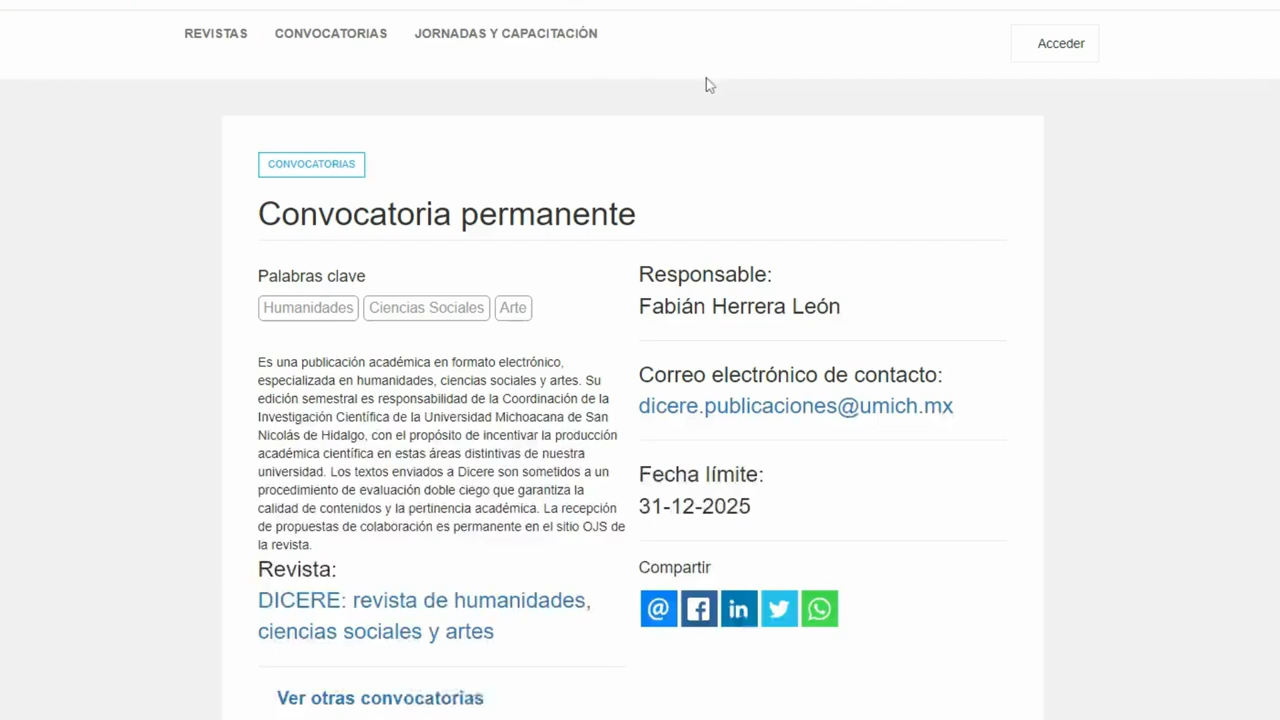 REVISTAS CONVOCATORIAS JORNADAS Y CAPACITACIÓN
Acceder
CONVOCATORIAS
Convocatoria permanente
Palabras clave
Humanidades Ciencias Sociales Arte
Es una publicación académica en formato electrónico,
especializada en humanidades, ciencias sociales y artes. Su
edición semestral es responsabilidad de la Coordinación de la
Investigación Científica de la Universidad Michoacana de San
Nicolás de Hidalgo, con el propósito de incentivar la producción
académica científica en estas áreas distintivas de nuestra
universidad. Los textos enviados a Dicere son sometidos a un
procedimiento de evaluación doble ciego que garantiza la
calidad de contenidos y la pertinencia académica. La recepción
de propuestas de colaboración es permanente en el sitio OJS de
la revista.
Revista:
DICERE: revista de humanidades,
ciencias sociales y artes
Ver otras convocatorias
Responsable:
Fabián Herrera León
Correo electrónico de contacto:
dicere.publicaciones@umich.mx
Fecha límite:
31-12-2025
Compartir